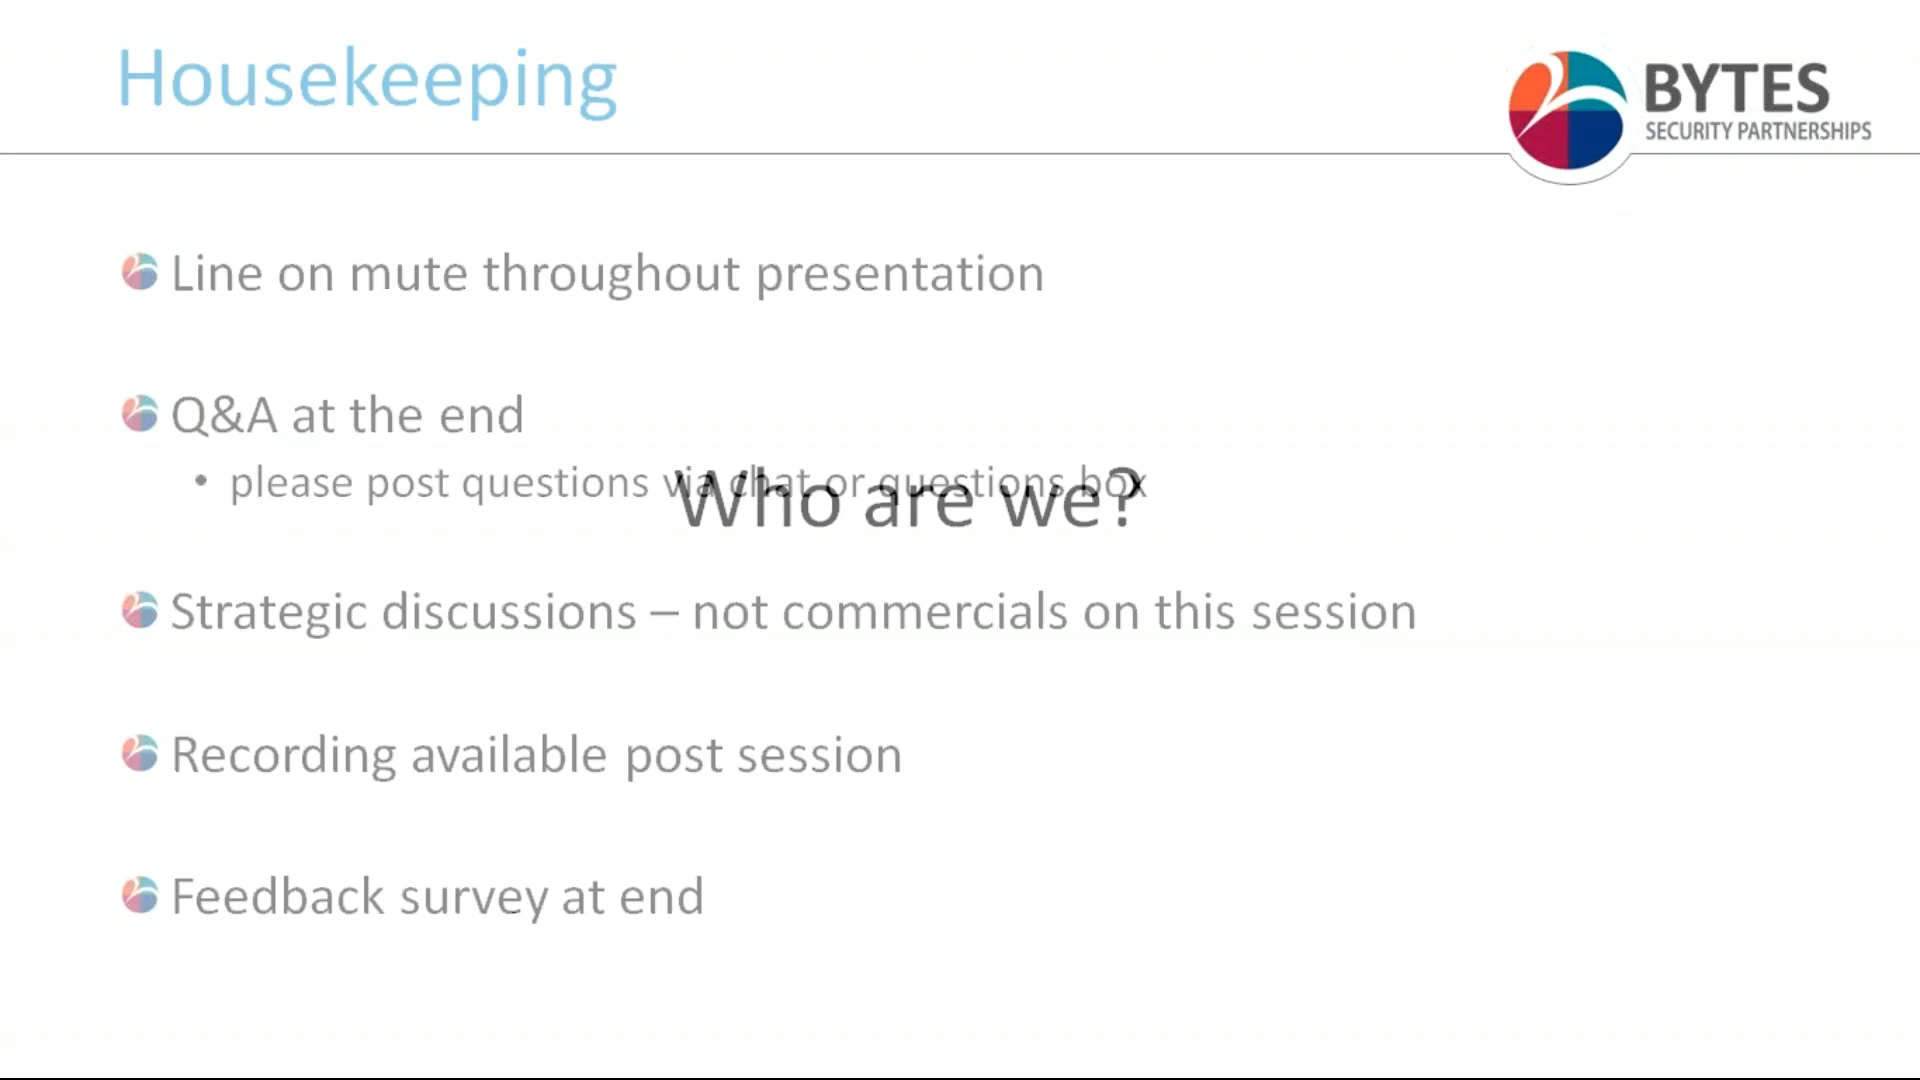 Housekeeping
BYTES
SECURITY PARTNERSHIPS
Line on mute throughout presentation
Q&A at the end
• please post questions via chat or questions box
Who are we?
Strategic discussions – not commercials on this session
Recording available post session
Feedback survey at end